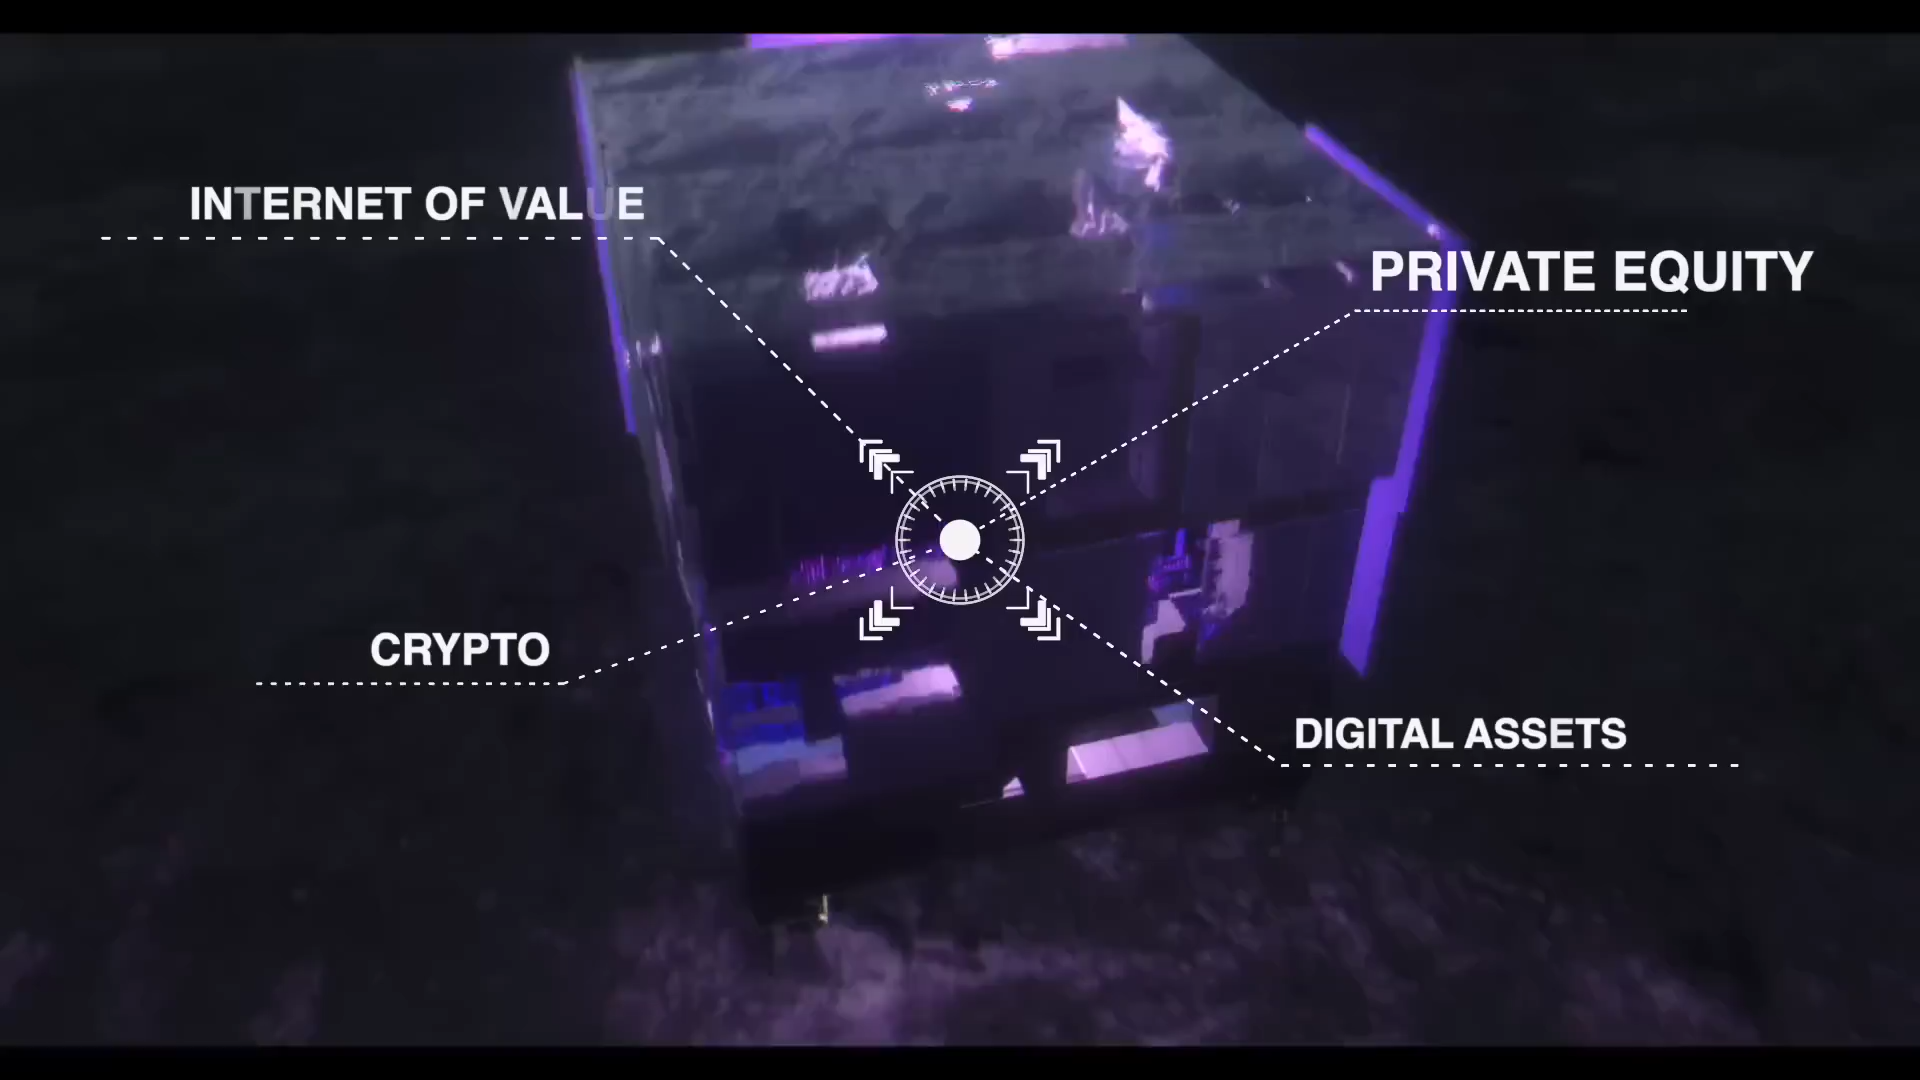 INTERNET OF VALUE
PRIVATE EQUITY
CRYPTO
DIGITAL ASSETS